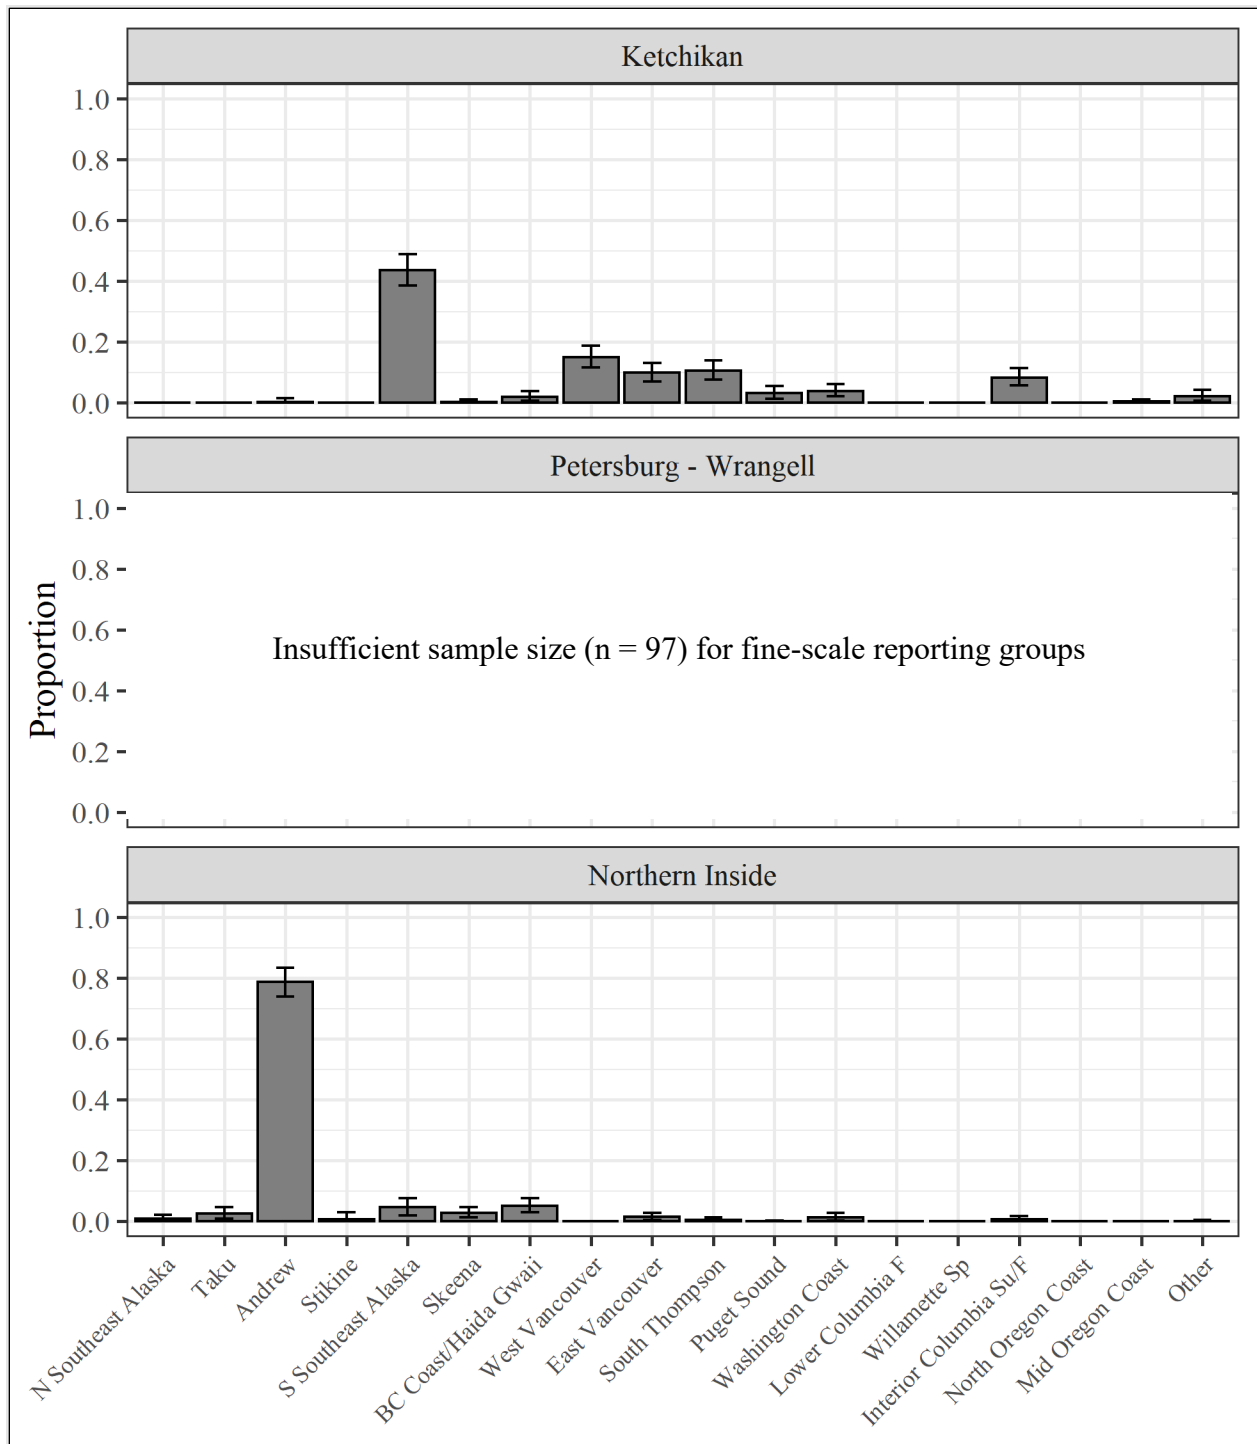 Ketchikan
1.0
0.8
0.6
0.4
0.2
0.0
Petersburg - Wrangell
1.0
0.8
0.6
0.4
0.2
0.0
Insufficient sample size (n = 97) for fine-scale reporting groups
Proportion
Northern Inside
1.0
0.8
0.6
0.4
0.2
0.0
N Southeast Alaska
Taku
Andrew
Stikine
S Southeast Alaska
Skeena
BC Coast/Haida Gwaii
West Vancouver
East Vancouver
South Thompson
Puget Sound
Washington Coast
Lower Columbia F
Willamette Sp
Interior Columbia Su/F
North Oregon Coast
Mid Oregon Coast
Other